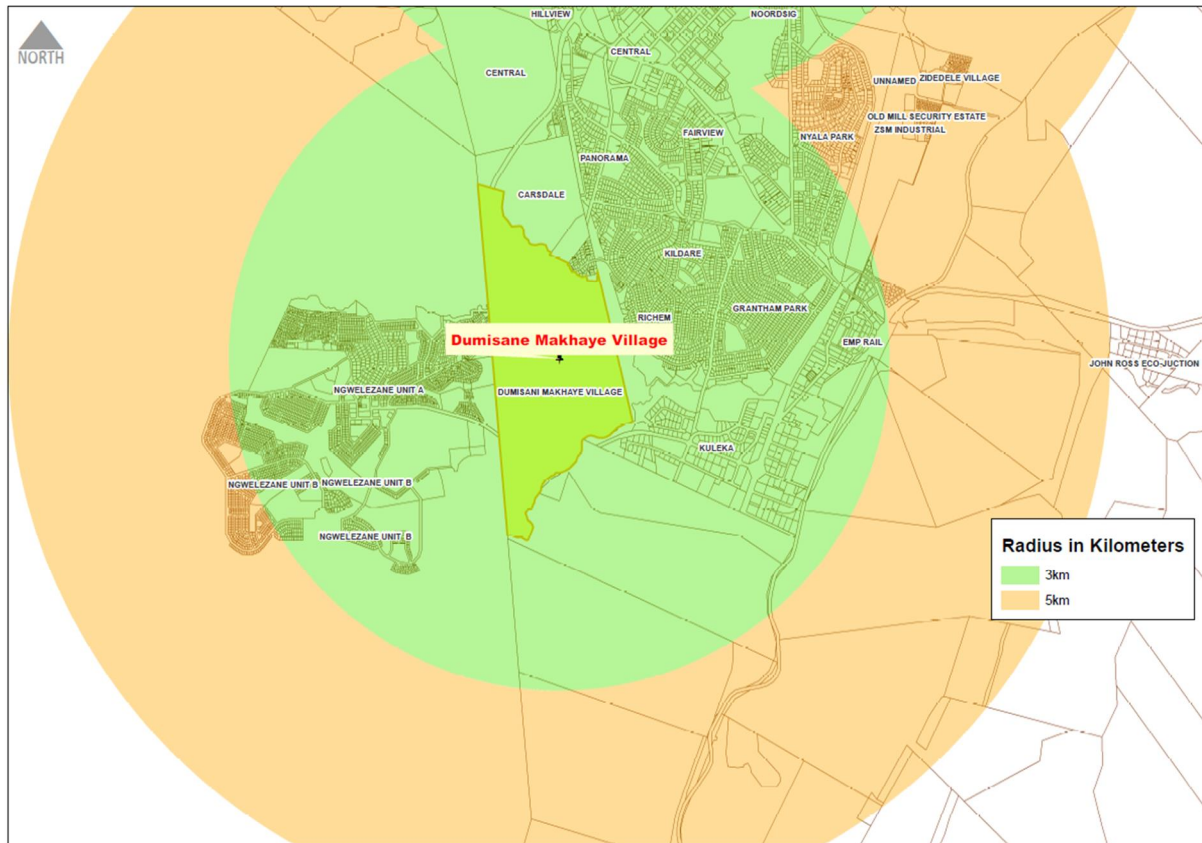 HILLVIEW
NOORDSIG
NORTH
CENTRAL
CENTRAL
UNNAMED
ZIDEDELE VILLAGE
OLD MILL SECURITY ESTATE
ZSM INDUSTRIAL
FAIRVIEW
NYALA PARK
PANORAMA
CARSDALE
KILDARE
GRANTHAM PARK
RICHEM
Dumisane Makhaye Village
EMP RAIL
JOHN ROSS ECO-JUCTION
NGWELEZANE UNIT A
DUMISANI MAKHAYE VILLAGE
KULEKA
NGWELEZANE UNIT B
NGWELEZANE UNIT B
NGWELEZANE UNIT B
Radius in Kilometers
3km
5km